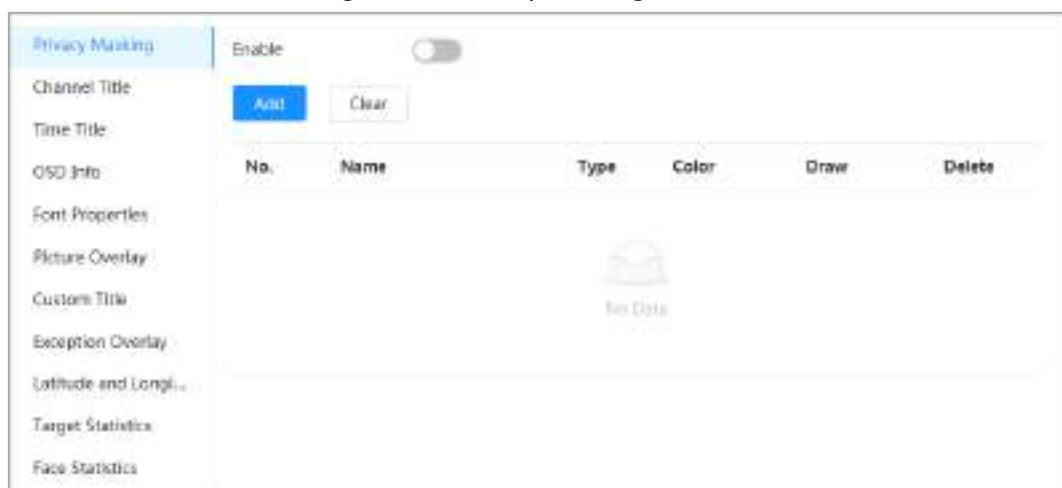 Privacy Masking
Enable
Channel Title
Add Clear
Time Title
OSD Info
No. Name Type Color Draw Delete
Font Properties
Picture Overlay
No Data
Custom Title
Exception Overlay
Latitude and Longi...
Target Statistics
Face Statistics